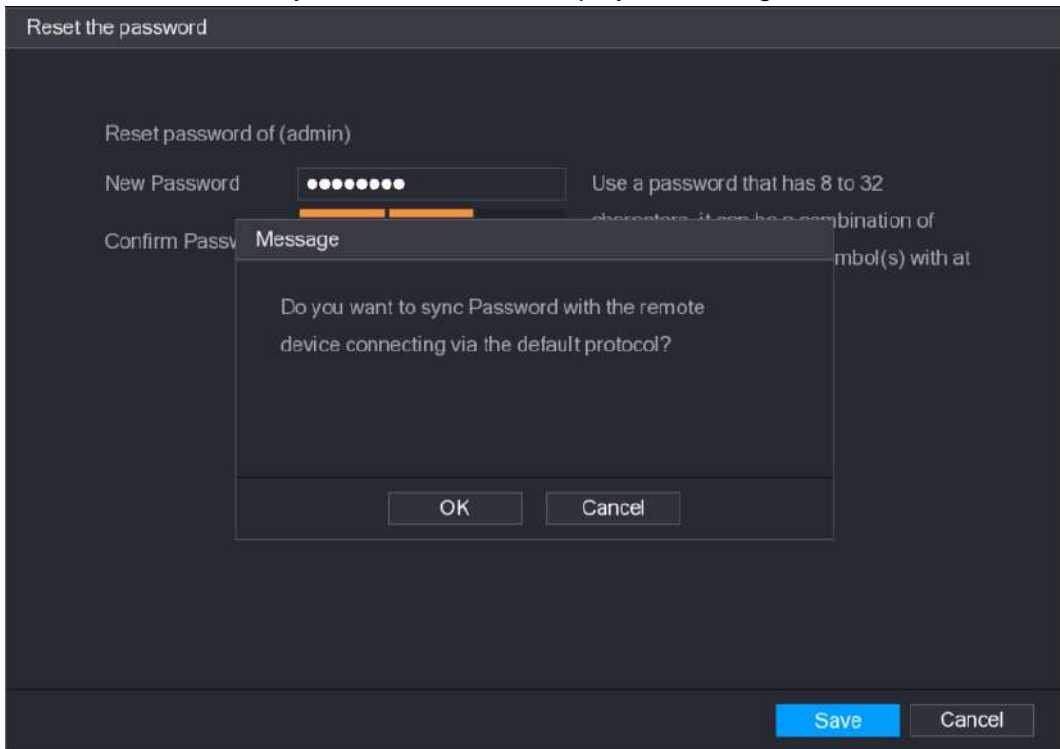 Reset the password
Reset password of (admin)
New Password ●●●●●●●● Use a password that has 8 to 32
bination of
Confirm Passw
mbol(s) with at
Message
Do you want to sync Password with the remote
device connecting via the default protocol?
OK Cancel
Save Cancel